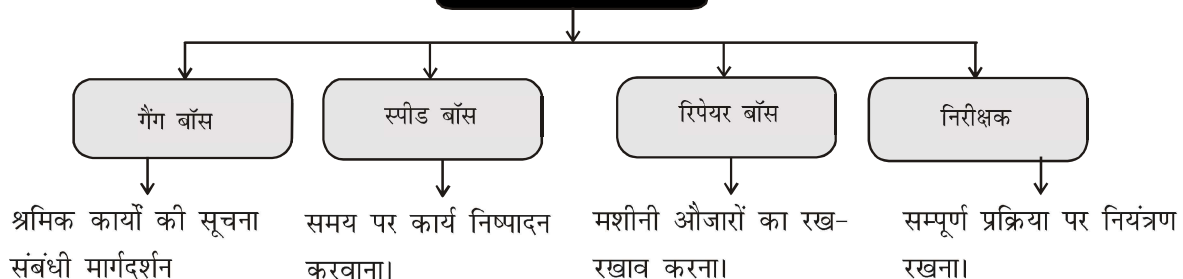 गैंग बॉस
स्पीड बॉस
रिपेयर बॉस
निरीक्षक
श्रमिक कार्यों की सूचना
संबंधी मार्गदर्शन
समय पर कार्य निष्पादन
करवाना।
मशीनी औजारों का रख-
रखाव करना।
सम्पूर्ण प्रक्रिया पर नियंत्रण
रखना।